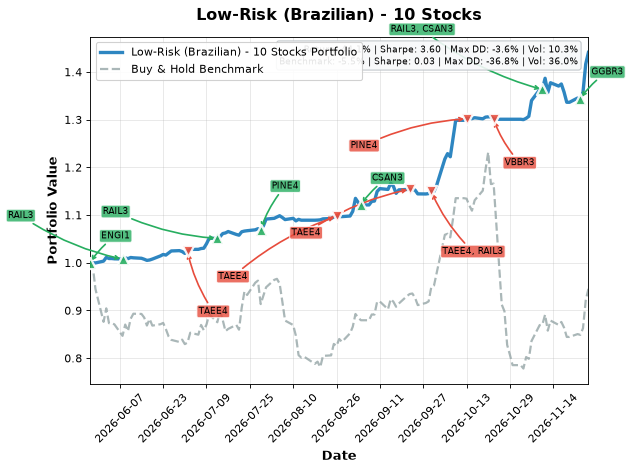 Low-Risk (Brazilian) - 10 Stocks
RAIL3, CSAN3
Low-Risk (Brazilian) - 10 Stocks Portfolio
Buy & Hold Benchmark
% | Sharpe: 3.60 | Max DD: -3.6% | Vol: 10.3%
Benchmark: -5.5% | Sharpe: 0.03 | Max DD: -36.8% | Vol: 36.0%
GGBR3
PINE4
VBBR3
CSAN3
PINE4
RAIL3
RAIL3
ENGI1
TAEE4
TAEE4, RAIL3
TAEE4
TAEE4
Portfolio Value
1.4
1.3
1.2
1.1
1.0
0.9
0.8
2026-06-07
2026-06-23
2026-07-09
2026-07-25
2026-08-10
2026-08-26
2026-09-11
2026-09-27
2026-10-13
2026-10-29
2026-11-14
Date